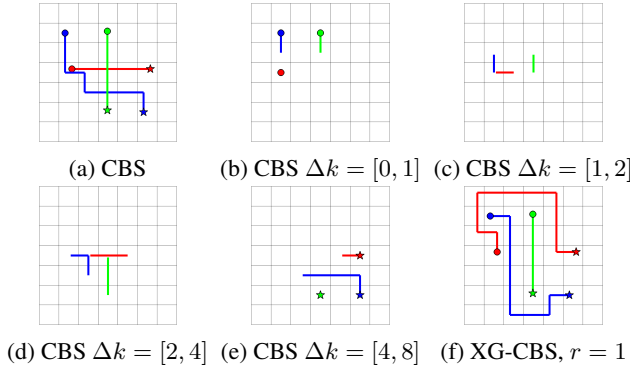 (a) CBS
(b) CBS Δk = [0, 1]
(c) CBS Δk = [1, 2]
(d) CBS Δk = [2, 4]
(e) CBS Δk = [4, 8]
(f) XG-CBS, r = 1